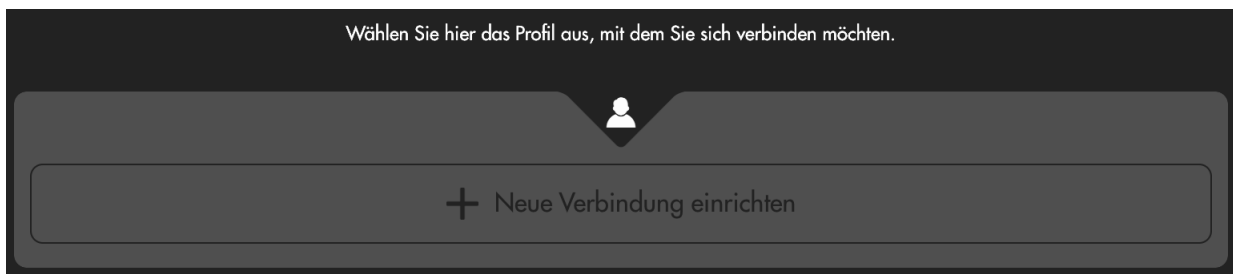 Wählen Sie hier das Profil aus, mit dem Sie sich verbinden möchten.
+ Neue Verbindung einrichten